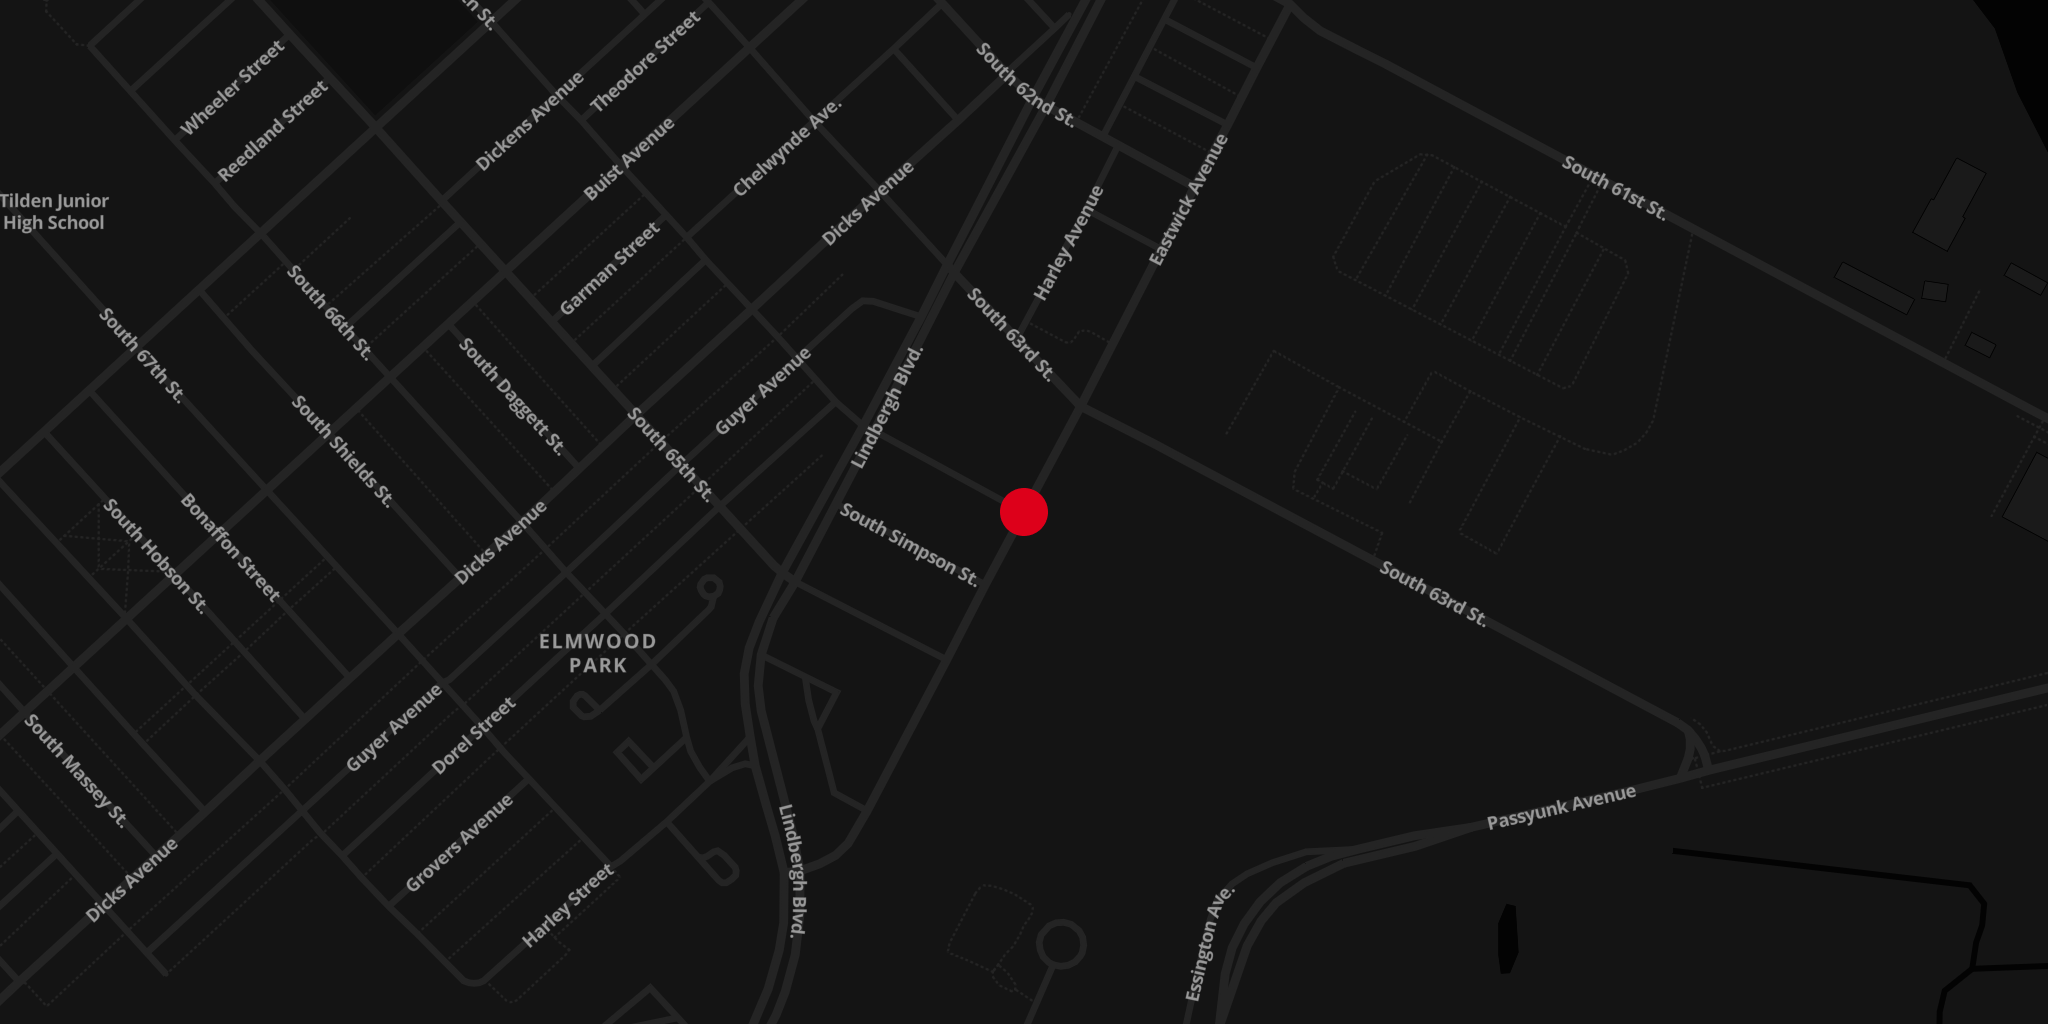 h St.
Wheeler Street
Theodore Street
South 62nd St.
Reedland Street
Dickens Avenue
Buist Avenue
Chelwynde Ave.
Dicks Avenue
South 61st St.
Tilden Junior
High School
Harley Avenue
Eastwick Avenue
Garman Street
South 66th St.
South 67th St.
South 63rd St.
South Daggett St.
Guyer Avenue
Lindbergh Blvd.
South Shields St.
South 65th St.
Bonaffon Street
South Hobson St.
Dicks Avenue
South Simpson St.
South 63rd St.
ELMWOOD
PARK
Guyer Avenue
Dorel Street
South Massey St.
Grovers Avenue
Passyunk Avenue
Lindbergh Blvd.
Dicks Avenue
Harley Street
Essington Ave.